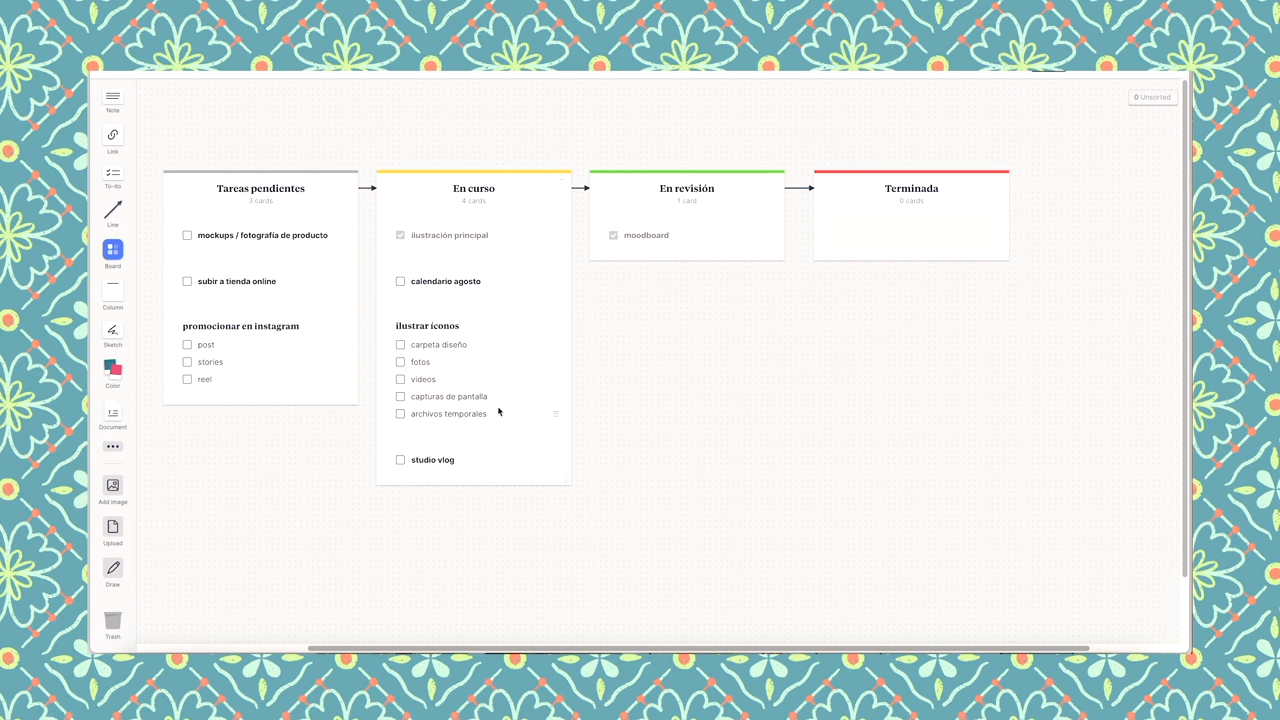 Note
Link
To-do
Line
Board
Column
Sketch
Color
Document
Add image
Upload
Draw
Trash
0 Unsorted
Tareas pendientes
3 cards
mockups / fotografía de producto
subir a tienda online
promocionar en instagram
post
stories
reel
En curso
4 cards
ilustración principal
calendario agosto
ilustrar íconos
carpeta diseño
fotos
videos
capturas de pantalla
archivos temporales
studio vlog
En revisión
1 card
moodboard
Terminada
0 cards